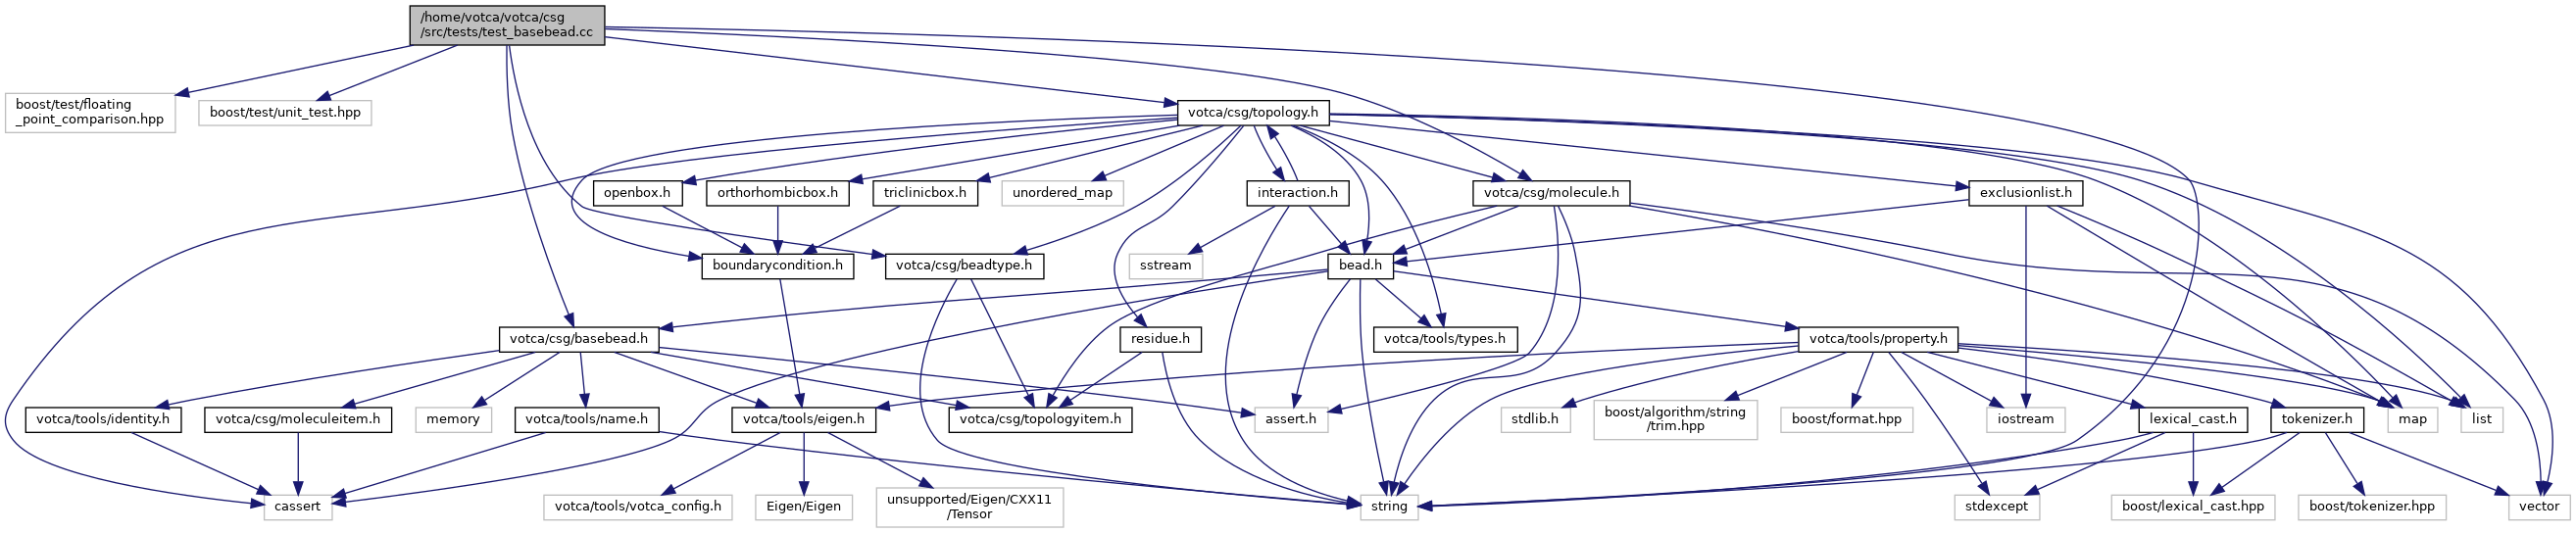 /home/votca/votca/csg
/src/tests/test_basebead.cc
boost/test/floating
_point_comparison.hpp
boost/test/unit_test.hpp
votca/csg/topology.h
openbox.h
orthorhombicbox.h
triclinicbox.h
unordered_map
interaction.h
votca/csg/molecule.h
exclusionlist.h
boundarycondition.h
votca/csg/beadtype.h
sstream
bead.h
votca/csg/basebead.h
residue.h
votca/tools/types.h
votca/tools/property.h
votca/tools/identity.h
votca/csg/moleculeitem.h
memory
votca/tools/name.h
votca/tools/eigen.h
votca/csg/topologyitem.h
assert.h
stdlib.h
boost/algorithm/string
/trim.hpp
boost/format.hpp
iostream
lexical_cast.h
tokenizer.h
map
list
cassert
votca/tools/votca_config.h
Eigen/Eigen
unsupported/Eigen/CXX11
/Tensor
string
stdexcept
boost/lexical_cast.hpp
boost/tokenizer.hpp
vector